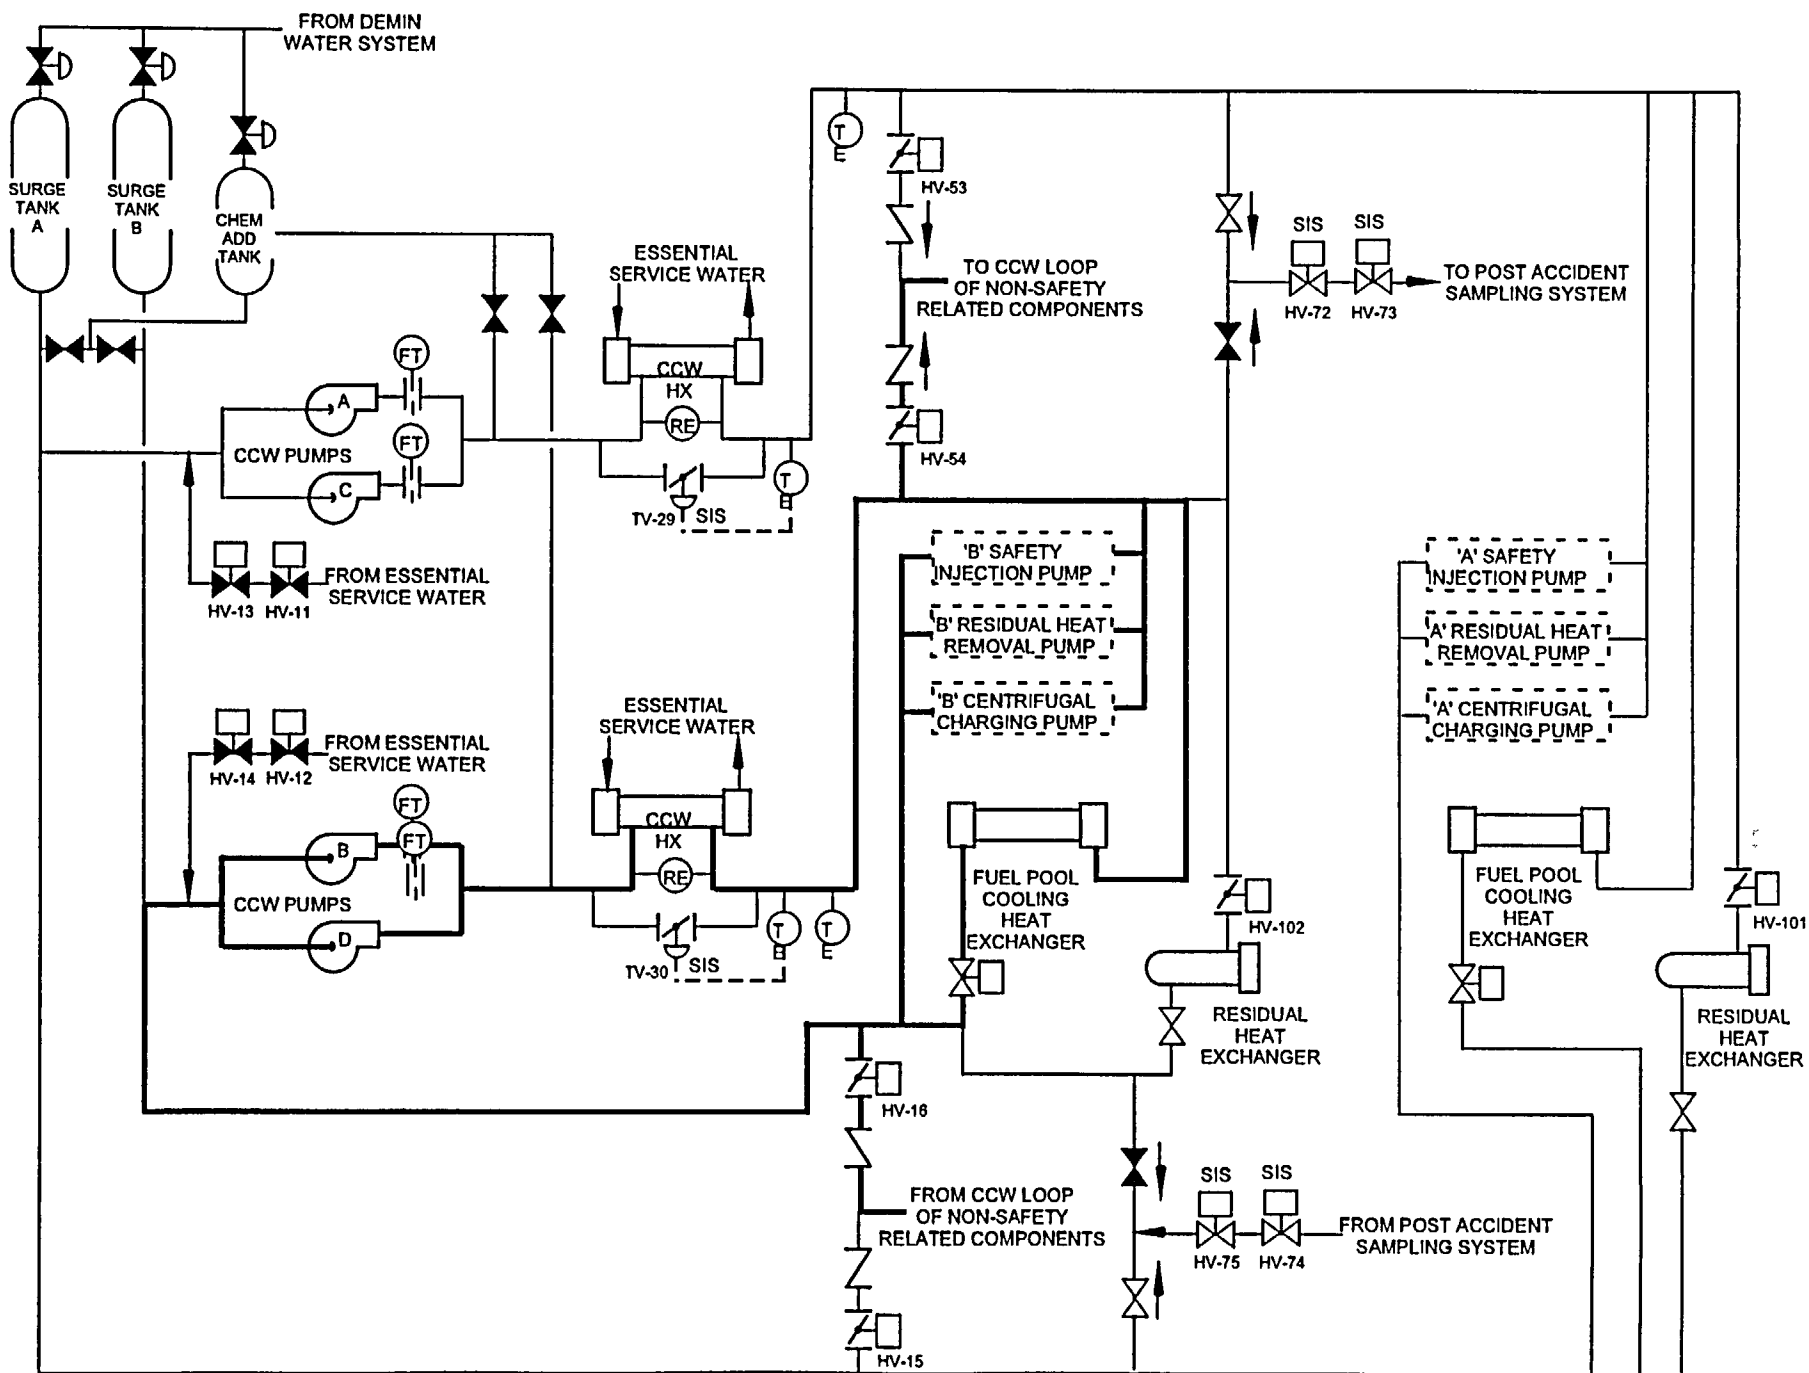 FROM DEMIN
WATER SYSTEM
SURGE
TANK
A
SURGE
TANK
B
CHEM
ADD
TANK
T
E
HV-53
ESSENTIAL
SERVICE WATER
TO CCW LOOP
OF NON-SAFETY
RELATED COMPONENTS
SIS
SIS
HV-72
HV-73
TO POST ACCIDENT
SAMPLING SYSTEM
CCW
HX
RE
FT
A
FT
CCW PUMPS
C
HV-54
T
E
TV-29
SIS
HV-13
HV-11
FROM ESSENTIAL
SERVICE WATER
'B' SAFETY
INJECTION PUMP
B' RESIDUAL HEAT
REMOVAL PUMP
'B' CENTRIFUGAL
CHARGING PUMP
'A' SAFETY
INJECTION PUMP
A' RESIDUAL HEAT
REMOVAL PUMP
'A' CENTRIFUGAL
CHARGING PUMP
HV-14
HV-12
FROM ESSENTIAL
SERVICE WATER
ESSENTIAL
SERVICE WATER
CCW
HX
RE
FT
FT
B
CCW PUMPS
D
T
E
T
E
TV-30
SIS
FUEL POOL
COOLING
HEAT
EXCHANGER
HV-102
RESIDUAL
HEAT
EXCHANGER
FUEL POOL
COOLING
HEAT
EXCHANGER
HV-101
RESIDUAL
HEAT
EXCHANGER
HV-16
FROM CCW LOOP
OF NON-SAFETY
RELATED COMPONENTS
SIS
SIS
HV-75
HV-74
FROM POST ACCIDENT
SAMPLING SYSTEM
HV-15